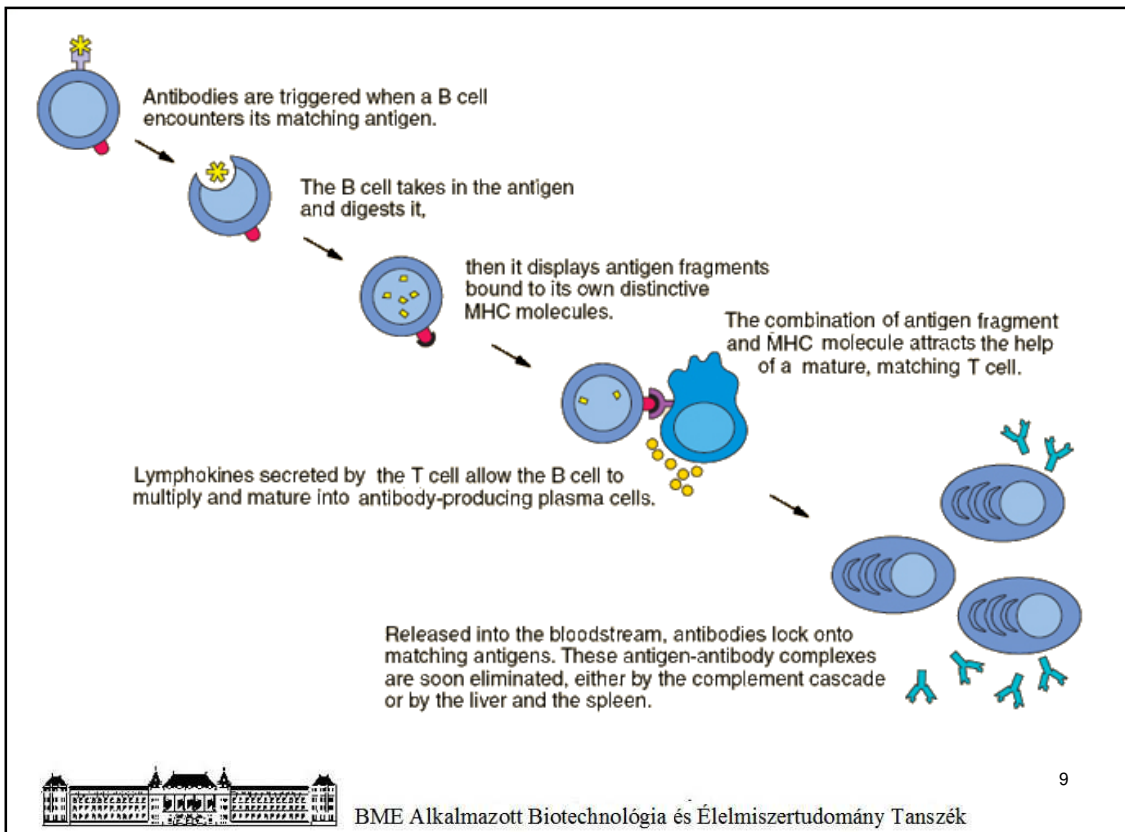 Antibodies are triggered when a B cell
encounters its matching antigen.
The B cell takes in the antigen
and digests it,
then it displays antigen fragments
bound to its own distinctive
MHC molecules.
The combination of antigen fragment
and MHC molecule attracts the help
of a mature, matching T cell.
Lymphokines secreted by the T cell allow the B cell to
multiply and mature into antibody-producing plasma cells.
Released into the bloodstream, antibodies lock onto
matching antigens. These antigen-antibody complexes
are soon eliminated, either by the complement cascade
or by the liver and the spleen.
9
BME Alkalmazott Biotechnológia és Élelmiszertudomány Tanszék